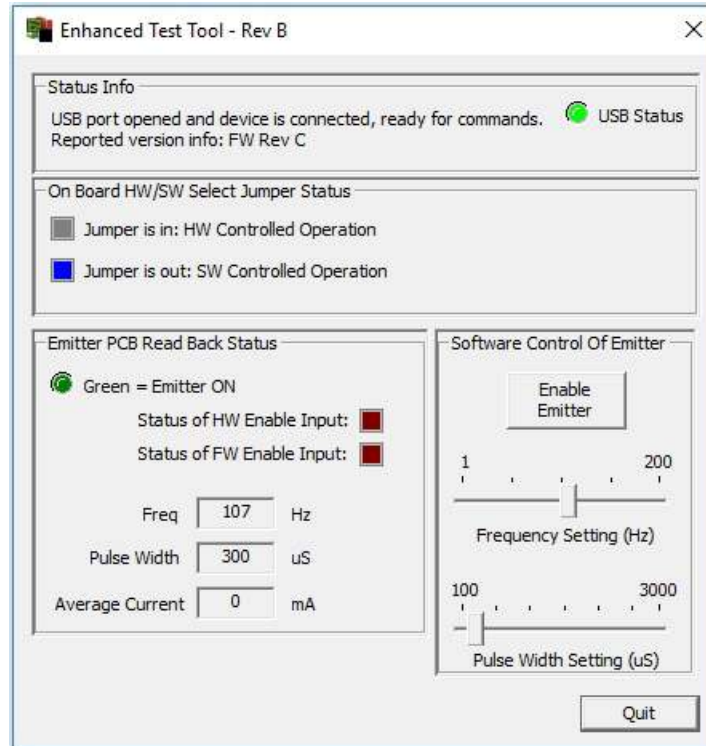 Enhanced Test Tool - Rev B
Status Info
USB port opened and device is connected, ready for commands.
USB Status
Reported version info: FW Rev C
On Board HW/SW Select Jumper Status
Jumper is in: HW Controlled Operation
Jumper is out: SW Controlled Operation
Emitter PCB Read Back Status
Green = Emitter ON
Status of HW Enable Input:
Status of FW Enable Input:
Freq 107 Hz
Pulse Width 300 uS
Average Current 0 mA
Software Control Of Emitter
Enable
Emitter
1 200
Frequency Setting (Hz)
100 3000
Pulse Width Setting (uS)
Quit